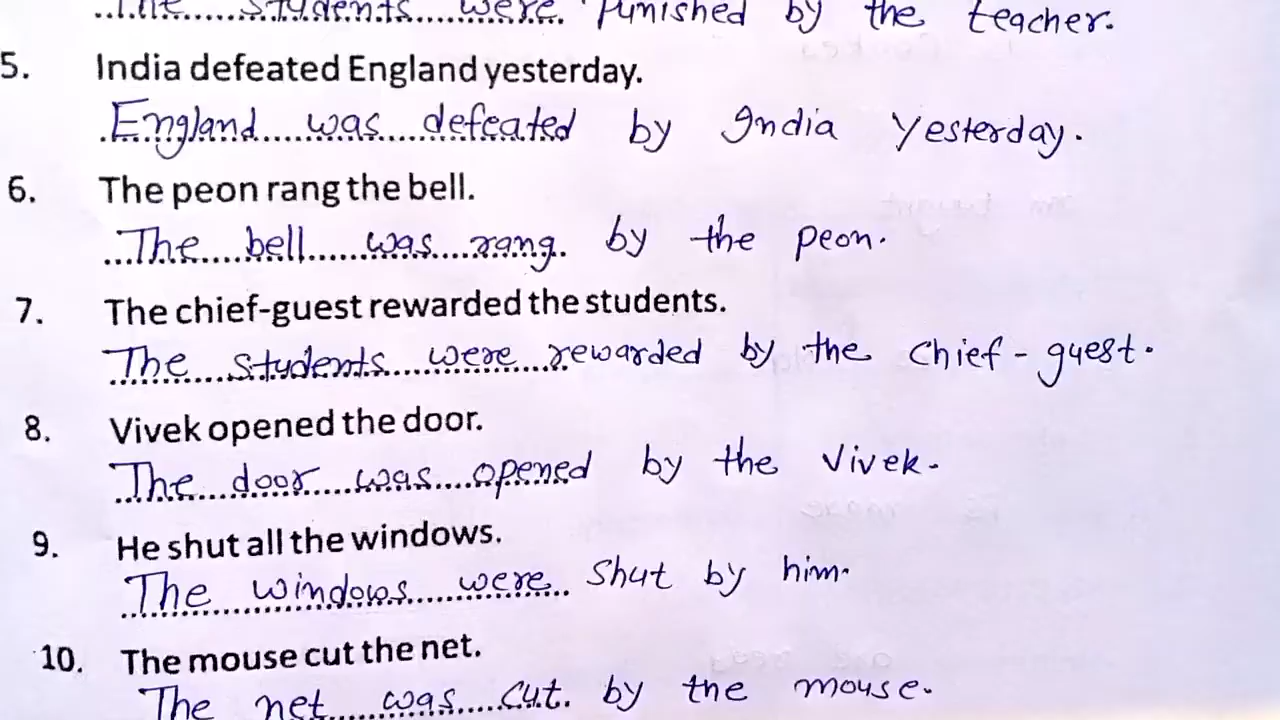 The students were punished by the teacher.
5. India defeated England yesterday.
England was defeated by India yesterday.
6. The peon rang the bell.
The bell was rang by the peon.
7. The chief-guest rewarded the students.
The students were rewarded by the chief-guest.
8. Vivek opened the door.
The door was opened by the Vivek.
9. He shut all the windows.
The windows were shut by him.
10. The mouse cut the net.
The net was cut by the mouse.